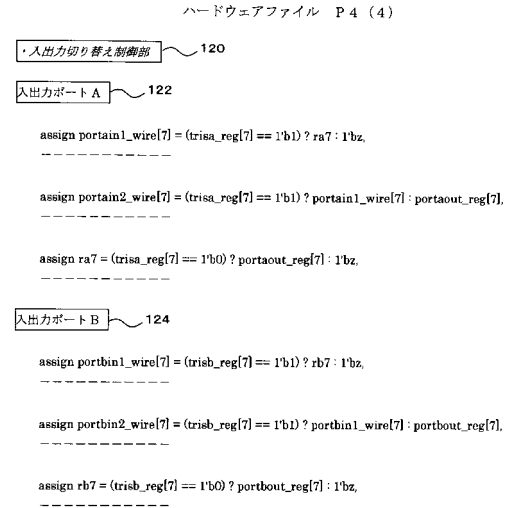 ハードウェアファイル P4(4)
・入出力切り替え制御部 120
入出力ポートA 122
assign portain1_wire[7] = (trisa_reg[7] == 1'b1) ? ra7 : 1'bz,
assign portain2_wire[7] = (trisa_reg[7] == 1'b1) ? portain1_wire[7] : portaout_reg[7],
assign ra7 = (trisa_reg[7] == 1'b0) ? portaout_reg[7] : 1'bz,
入出力ポートB 124
assign portbin1_wire[7] = (trisb_reg[7] == 1'b1) ? rb7 : 1'bz,
assign portbin2_wire[7] = (trisb_reg[7] == 1'b1) ? portbin1_wire[7] : portbout_reg[7],
assign rb7 = (trisb_reg[7] == 1'b0) ? portbout_reg[7] : 1'bz,